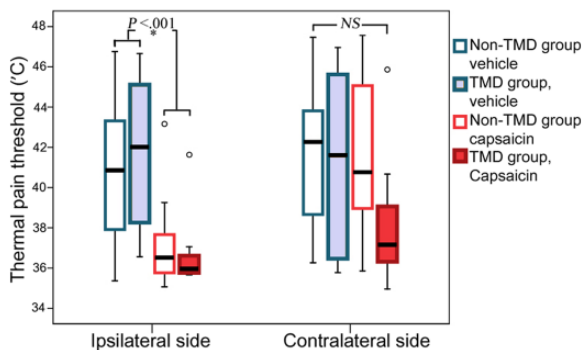 P <.001
*
NS
48
46
44
42
40
38
36
34
Thermal pain threshold (°C)
Ipsilateral side
Contralateral side
Non-TMD group
vehicle
TMD group,
vehicle
Non-TMD group
capsaicin
TMD group,
Capsaicin